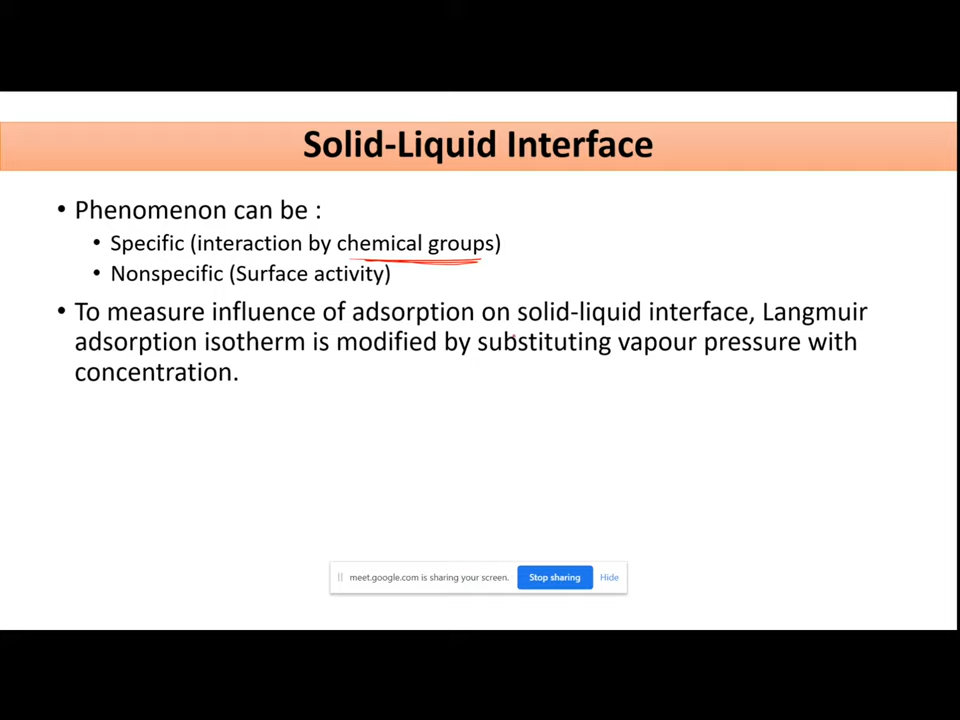 Solid-Liquid Interface
• Phenomenon can be :
• Specific (interaction by chemical groups)
• Nonspecific (Surface activity)
• To measure influence of adsorption on solid-liquid interface, Langmuir
adsorption isotherm is modified by substituting vapour pressure with
concentration.
meet.google.com is sharing your screen. Stop sharing Hide